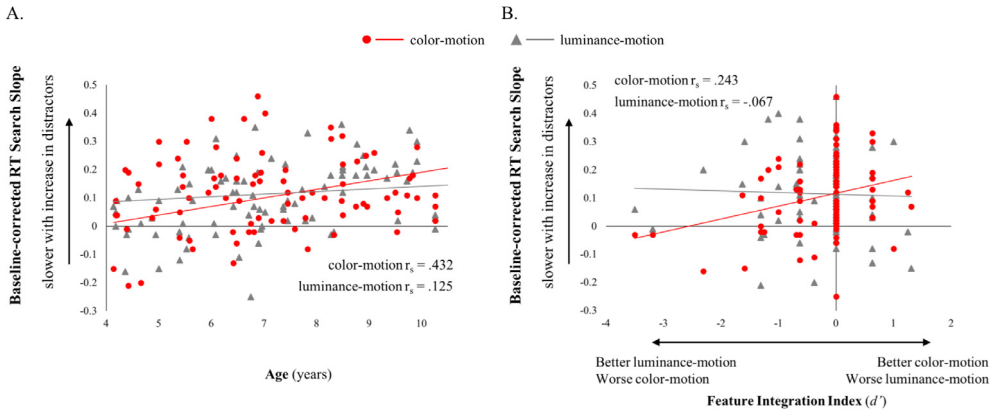 A.
B.
color-motion
luminance-motion
Baseline-corrected RT Search Slope
slower with increase in distractors
0.5
0.4
0.3
0.2
0.1
0
-0.1
-0.2
-0.3
color-motion rs = .432
luminance-motion rs = .125
4
5
6
7
8
9
10
Age (years)
Baseline-corrected RT Search Slope
slower with increase in distractors
color-motion rs = .243
luminance-motion rs = -.067
0.5
0.4
0.3
0.2
0.1
0
-0.1
-0.2
-0.3
-4
-3
-2
-1
0
1
2
Better luminance-motion
Worse color-motion
Better color-motion
Worse luminance-motion
Feature Integration Index (d´)